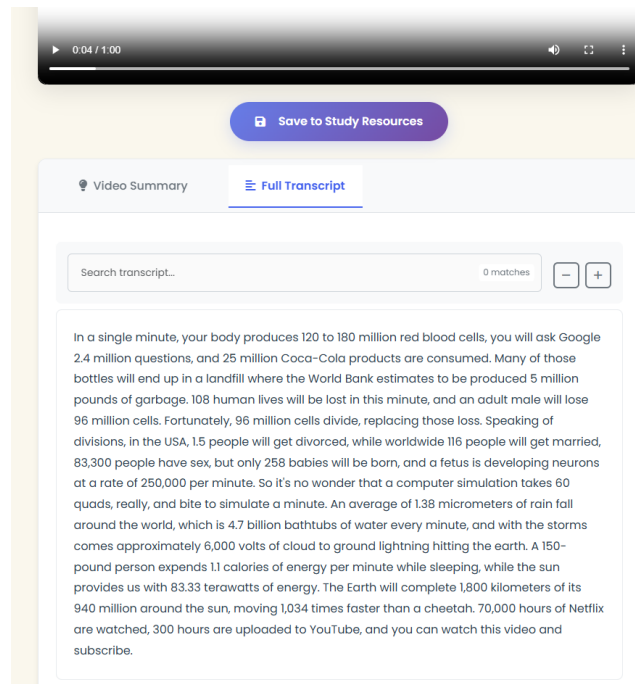 0:04 / 1:00
Save to Study Resources
Video Summary
Full Transcript
Search transcript...
0 matches
In a single minute, your body produces 120 to 180 million red blood cells, you will ask Google
2.4 million questions, and 25 million Coca-Cola products are consumed. Many of those
bottles will end up in a landfill where the World Bank estimates to be produced 5 million
pounds of garbage. 108 human lives will be lost in this minute, and an adult male will lose
96 million cells. Fortunately, 96 million cells divide, replacing those loss. Speaking of
divisions, in the USA, 1.5 people will get divorced, while worldwide 116 people will get married,
83,300 people have sex, but only 258 babies will be born, and a fetus is developing neurons
at a rate of 250,000 per minute. So it's no wonder that a computer simulation takes 60
quads, really, and bite to simulate a minute. An average of 1.38 micrometers of rain fall
around the world, which is 4.7 billion bathtubs of water every minute, and with the storms
comes approximately 6,000 volts of cloud to ground lightning hitting the earth. A 150-
pound person expends 1.1 calories of energy per minute while sleeping, while the sun
provides us with 83.33 terawatts of energy. The Earth will complete 1,800 kilometers of its
940 million around the sun, moving 1,034 times faster than a cheetah. 70,000 hours of Netflix
are watched, 300 hours are uploaded to YouTube, and you can watch this video and
subscribe.